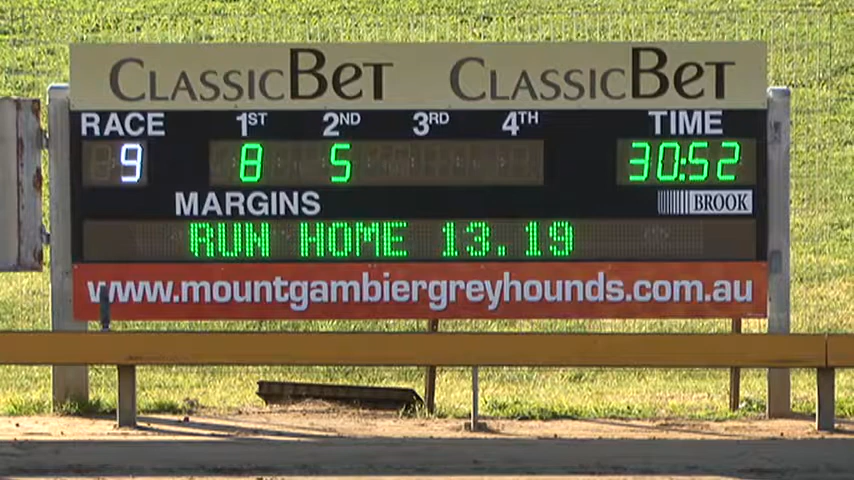 CLASSICBET CLASSICBET
RACE 1ST 2ND 3RD 4TH TIME
9 8 5 30:52
MARGINS BROOK
RUN HOME 13.19
www.mountgambiergreyhounds.com.au